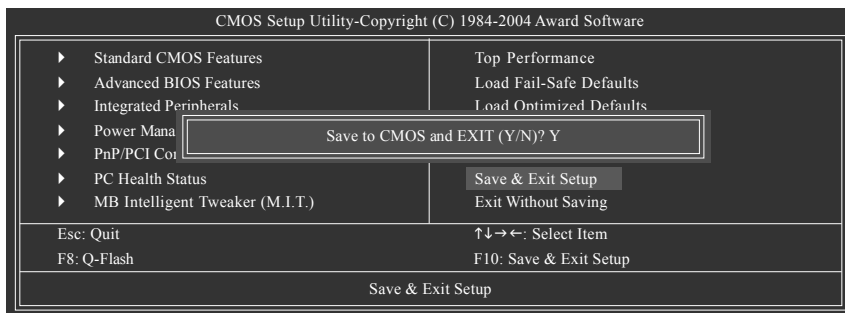 CMOS Setup Utility-Copyright (C) 1984-2004 Award Software
Standard CMOS Features
Advanced BIOS Features
Integrated Peripherals
Power Mana
PnP/PCI
PC Health Status
MB Intelligent Tweaker (M.I.T.)
Top Performance
Load Fail-Safe Defaults
Load Optimized Defaults
Save & Exit Setup
Exit Without Saving
Save to CMOS and EXIT (Y/N)? Y
Esc: Quit
↑↓→←: Select Item
F8: Q-Flash
F10: Save & Exit Setup
Save & Exit Setup